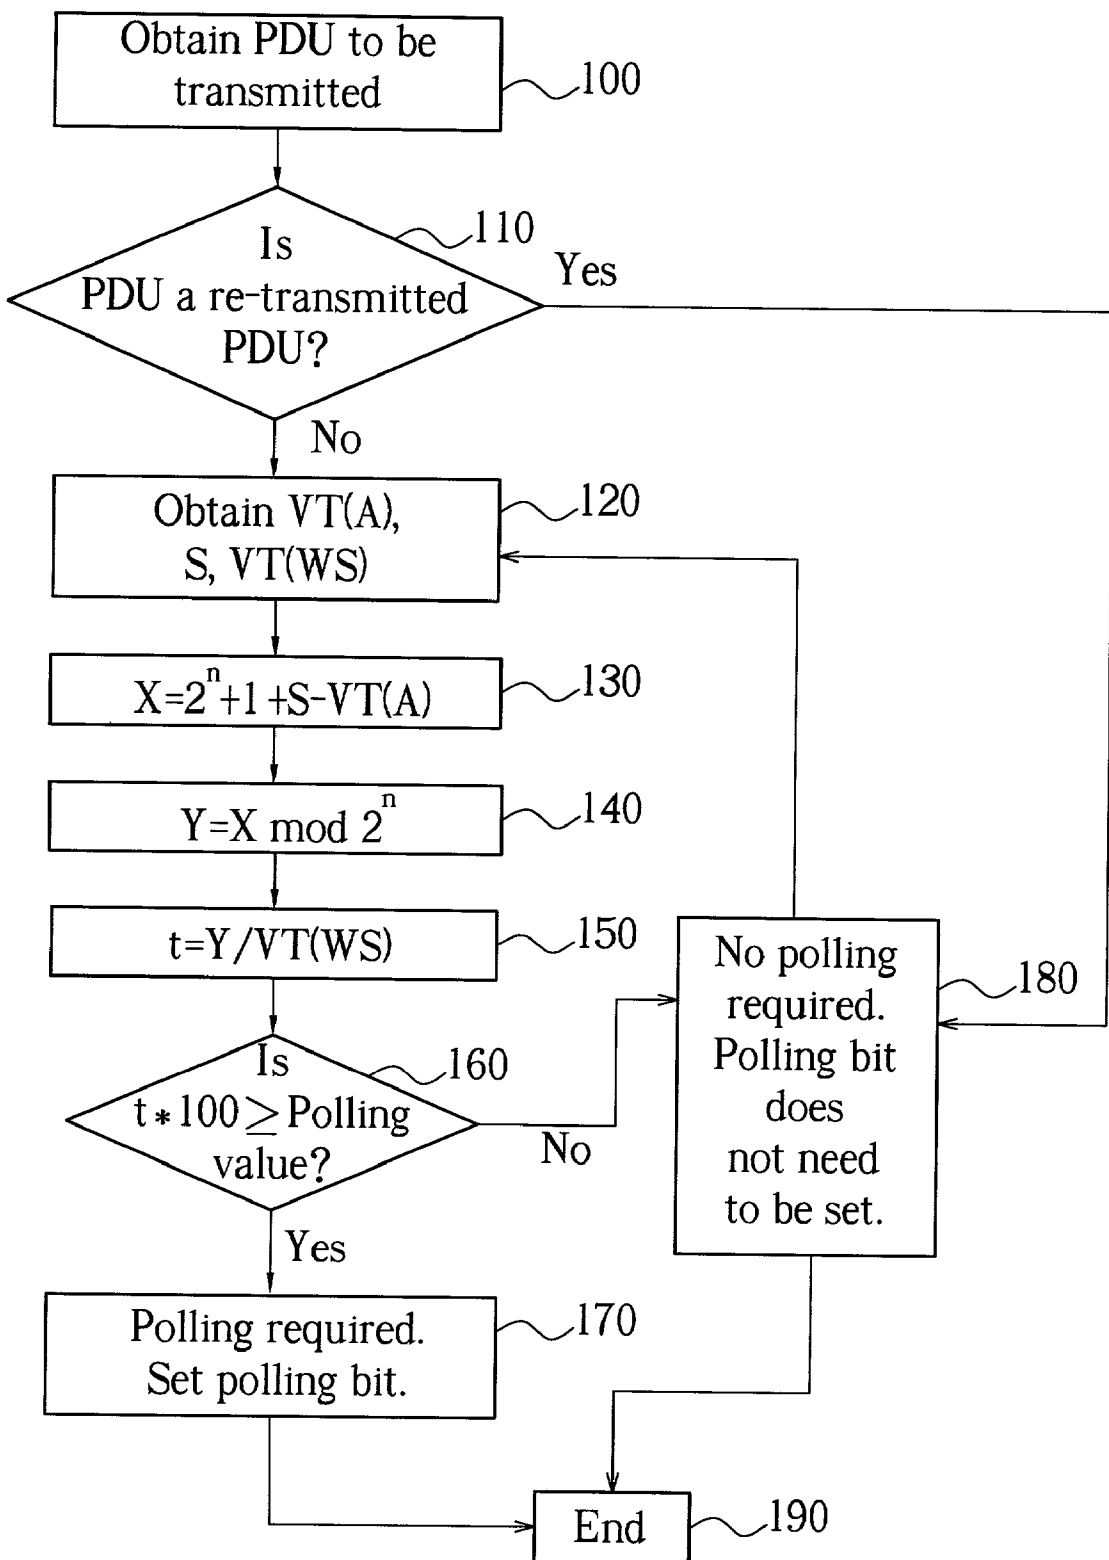 Obtain PDU to be
transmitted
100
Is
PDU a re-transmitted
PDU?
110
Yes
No
Obtain VT(A),
S, VT(WS)
120
X=2ⁿ+1+S-VT(A)
130
Y=X mod 2ⁿ
140
t=Y/VT(WS)
150
Is
t*100≥Polling
value?
160
No
Yes
No polling
required.
Polling bit
does
not need
to be set.
180
Polling required.
Set polling bit.
170
End
190